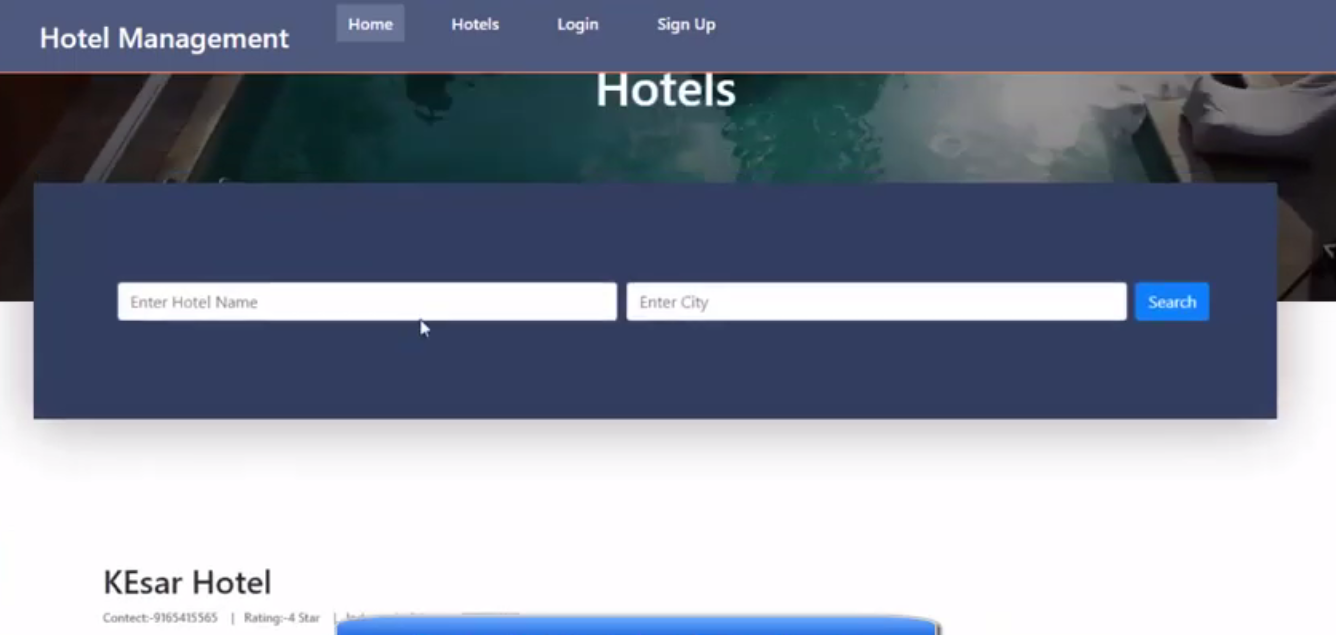 Hotel Management
Home Hotels Login Sign Up
Hotels
Enter Hotel Name Enter City Search
KEsar Hotel
Contect:-9165415565 | Rating:-4 Star |